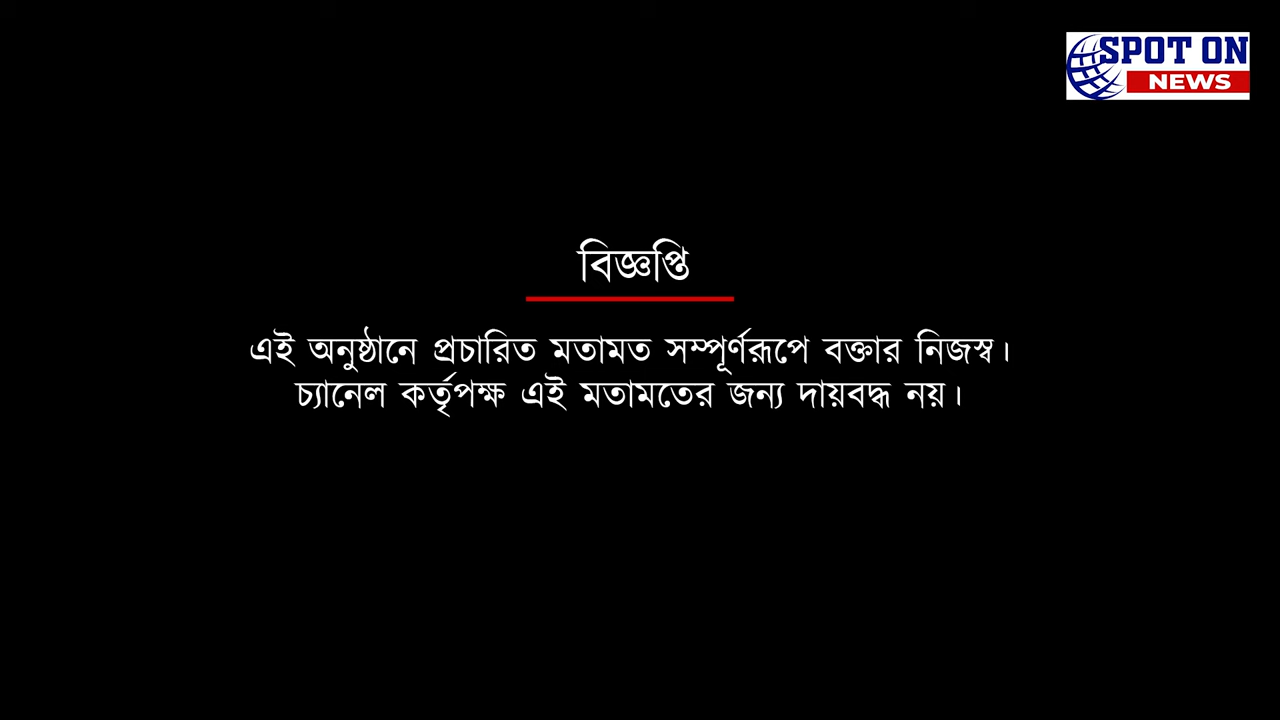 SPOT ON
NEWS
বিজ্ঞপ্তি
এই অনুষ্ঠানে প্রচারিত মতামত সম্পূর্ণরূপে বক্তার নিজস্ব।
চ্যানেল কর্তৃপক্ষ এই মতামতের জন্য দায়বদ্ধ নয়।